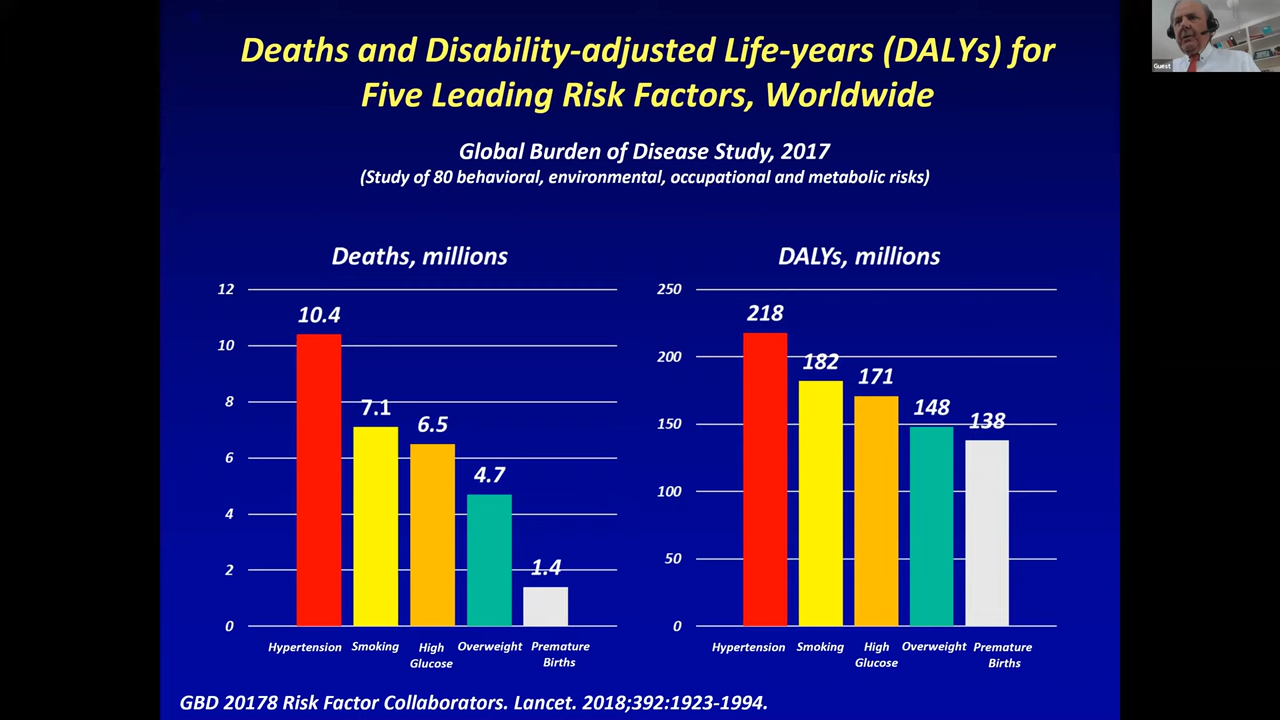 Deaths and Disability-adjusted Life-years (DALYs) for
Five Leading Risk Factors, Worldwide
Global Burden of Disease Study, 2017
(Study of 80 behavioral, environmental, occupational and metabolic risks)
Deaths, millions
12
10
8
6
4
2
0
10.4
7.1
6.5
4.7
1.4
Hypertension
Smoking
High
Glucose
Overweight
Premature
Births
DALYs, millions
250
200
150
100
50
0
218
182
171
148
138
Hypertension
Smoking
High
Glucose
Overweight
Premature
Births
GBD 20178 Risk Factor Collaborators. Lancet. 2018;392:1923-1994.
Guest